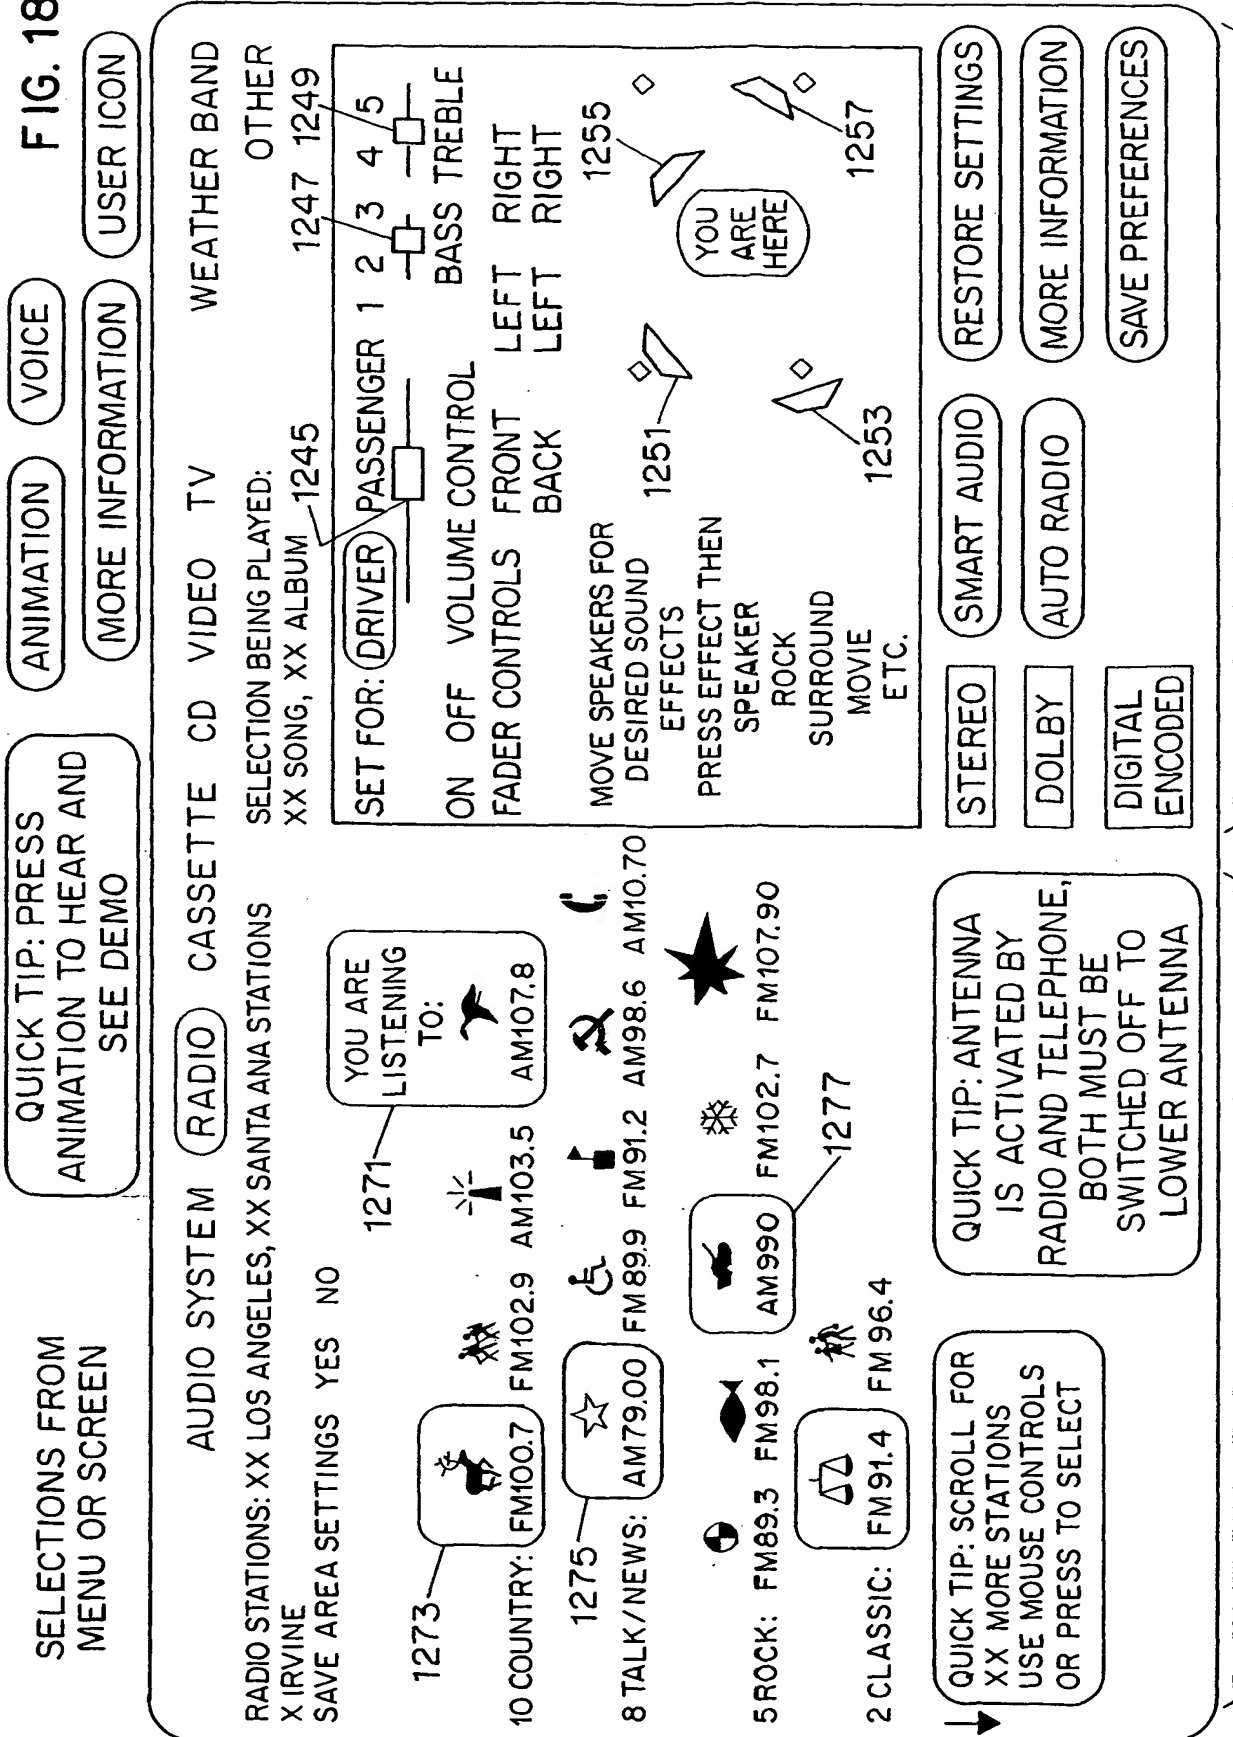 FIG. 18
SELECTIONS FROM
MENU OR SCREEN
QUICK TIP: PRESS
ANIMATION TO HEAR AND
SEE DEMO
ANIMATION
VOICE
MORE INFORMATION
USER ICON
AUDIO SYSTEM RADIO CASSETTE CD VIDEO TV WEATHER BAND
RADIO STATIONS: XX LOS ANGELES, XX SANTA ANA STATIONS
X IRVINE
SAVE AREA SETTINGS YES NO
SELECTION BEING PLAYED:
XX SONG, XX ALBUM
OTHER
1245
1247
1249
1271
YOU ARE
LISTENING
TO:
AM107.8
1273
10 COUNTRY: FM100.7 FM102.9 AM103.5
1275
8 TALK/NEWS: AM79.00 FM89.9 FM91.2 AM98.6 AM10.70
5 ROCK: FM89.3 FM98.1 AM990 FM102.7 FM107.90
1277
2 CLASSIC: FM91.4 FM96.4
SET FOR: DRIVER PASSENGER 1 2 3 4 5
ON OFF VOLUME CONTROL BASS TREBLE
FADER CONTROLS FRONT LEFT RIGHT
BACK LEFT RIGHT
MOVE SPEAKERS FOR
DESIRED SOUND
EFFECTS
PRESS EFFECT THEN
SPEAKER
ROCK
SURROUND
MOVIE
ETC.
1251
1253
1255
1257
YOU
ARE
HERE
QUICK TIP: SCROLL FOR
XX MORE STATIONS
USE MOUSE CONTROLS
OR PRESS TO SELECT
QUICK TIP: ANTENNA
IS ACTIVATED BY
RADIO AND TELEPHONE,
BOTH MUST BE
SWITCHED OFF TO
LOWER ANTENNA
STEREO
DOLBY
DIGITAL
ENCODED
SMART AUDIO
AUTO RADIO
RESTORE SETTINGS
MORE INFORMATION
SAVE PREFERENCES